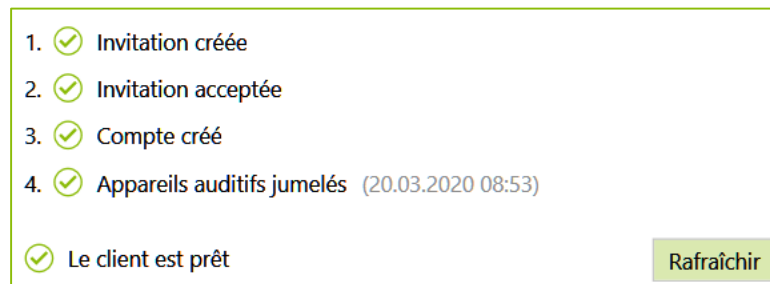 1. Invitation créée
2. Invitation acceptée
3. Compte créé
4. Appareils auditifs jumelés (20.03.2020 08:53)
Le client est prêt
Rafraîchir